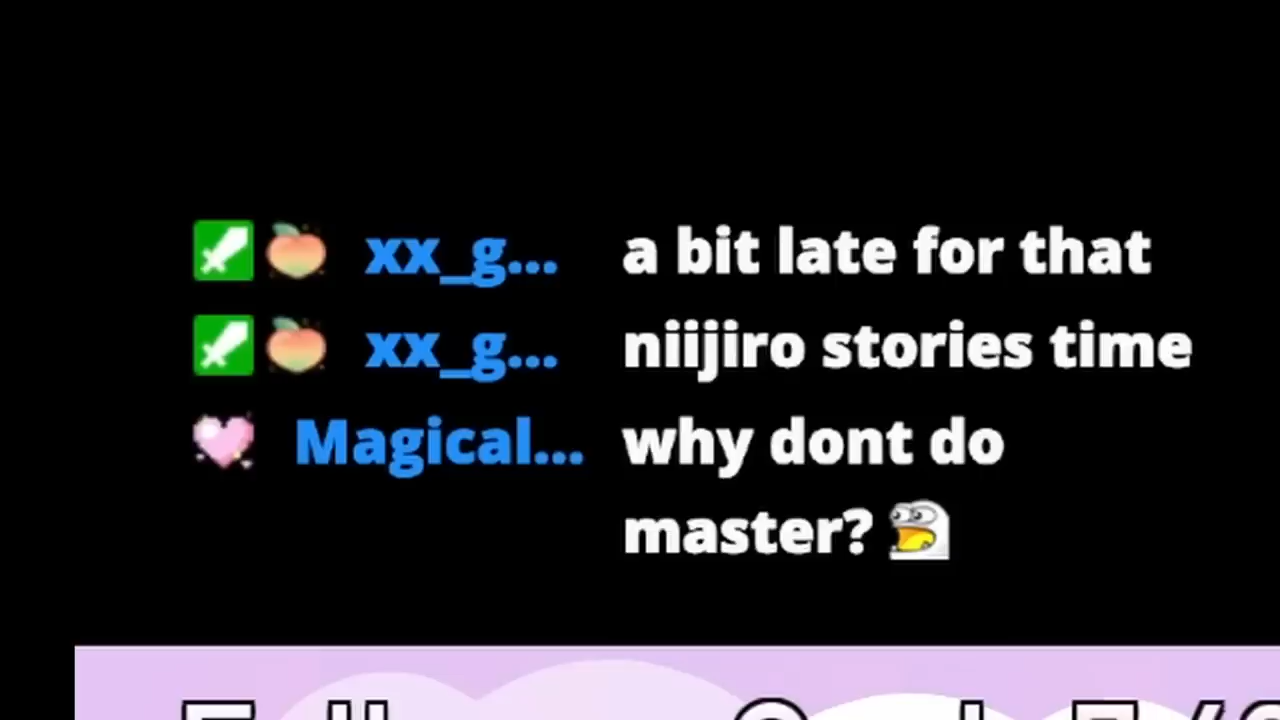 xx_g... a bit late for that
xx_g... niijiro stories time
Magical... why dont do
master?